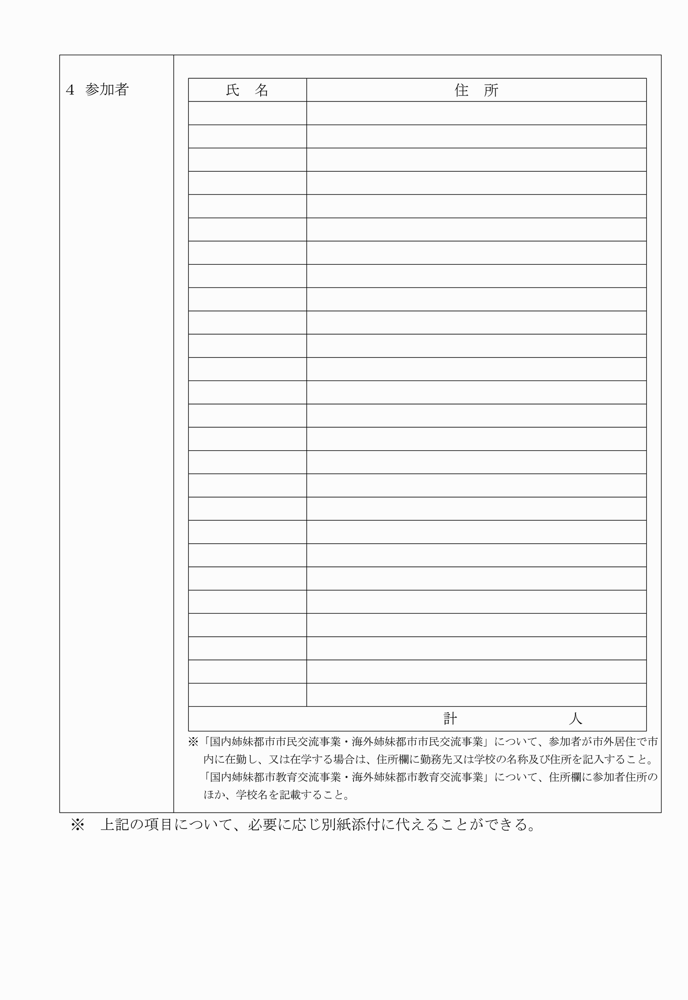 4 参加者
氏 名 住 所
計 人
※「国内姉妹都市市民交流事業・海外姉妹都市市民交流事業」について、参加者が市外居住で市
内に在勤し、又は在学する場合は、住所欄に勤務先又は学校の名称及び住所を記入すること。
「国内姉妹都市教育交流事業・海外姉妹都市教育交流事業」について、住所欄に参加者住所の
ほか、学校名を記載すること。
※ 上記の項目について、必要に応じ別紙添付に代えることができる。